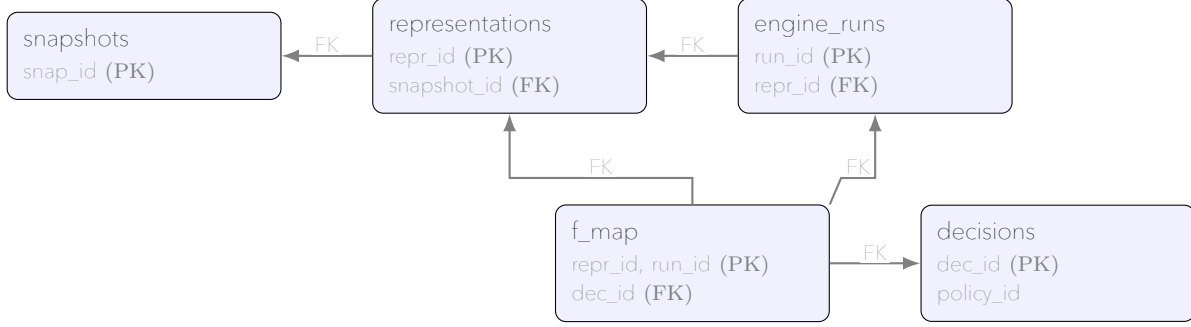 snapshots
snap_id (PK)
FK
representations
repr_id (PK)
snapshot_id (FK)
FK
engine_runs
run_id (PK)
repr_id (FK)
FK
FK
f_map
repr_id, run_id (PK)
dec_id (FK)
FK
decisions
dec_id (PK)
policy_id